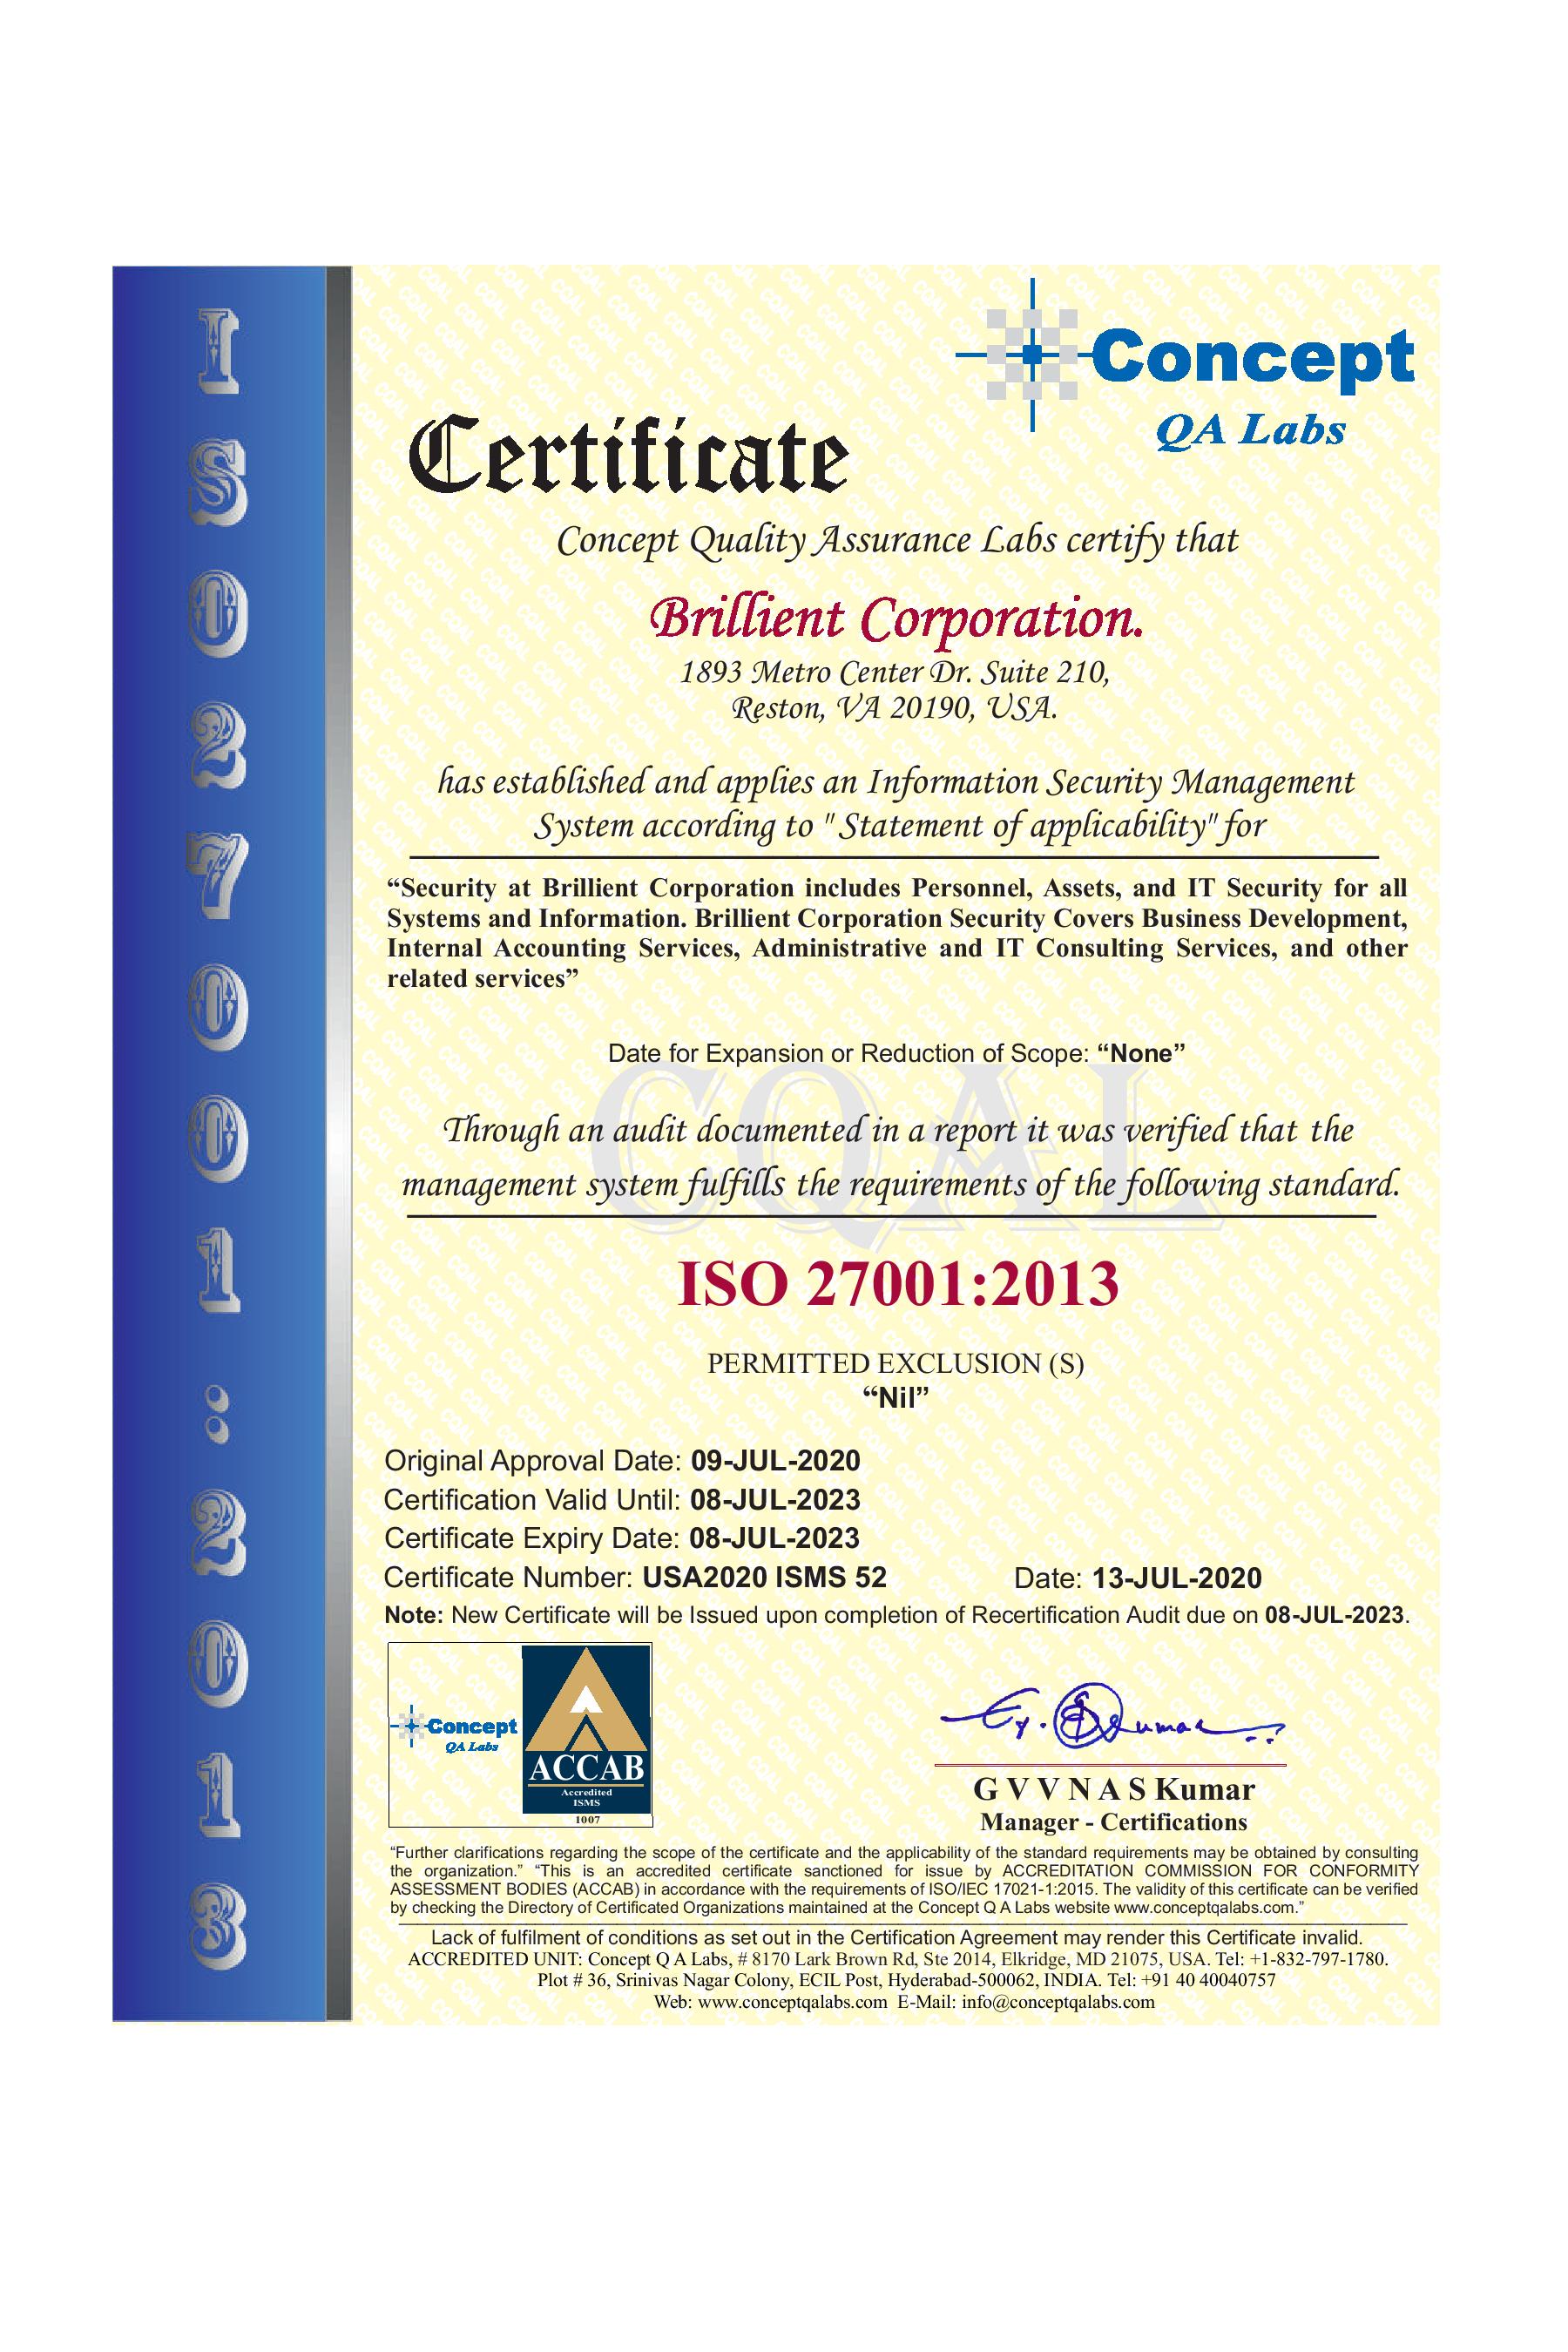 ISO27001:2013
Concept
QA Labs
Certificate
Concept Quality Assurance Labs certify that
Brillient Corporation.
1893 Metro Center Dr. Suite 210,
Reston, VA 20190, USA.
has established and applies an Information Security Management
System according to " Statement of applicability" for
“Security at Brillient Corporation includes Personnel, Assets, and IT Security for all
Systems and Information. Brillient Corporation Security Covers Business Development,
Internal Accounting Services, Administrative and IT Consulting Services, and other
related services”
Date for Expansion or Reduction of Scope: “None”
CQAL
Through an audit documented in a report it was verified that the
management system fulfills the requirements of the following standard.
ISO 27001:2013
PERMITTED EXCLUSION (S)
“Nil”
Original Approval Date: 09-JUL-2020
Certification Valid Until: 08-JUL-2023
Certificate Expiry Date: 08-JUL-2023
Certificate Number: USA2020 ISMS 52 Date: 13-JUL-2020
Note: New Certificate will be Issued upon completion of Recertification Audit due on 08-JUL-2023.
Concept
QA Labs
ACCAB
Accredited
ISMS
1007
G V V N A S Kumar
Manager - Certifications
“Further clarifications regarding the scope of the certificate and the applicability of the standard requirements may be obtained by consulting
the organization.” “This is an accredited certificate sanctioned for issue by ACCREDITATION COMMISSION FOR CONFORMITY
ASSESSMENT BODIES (ACCAB) in accordance with the requirements of ISO/IEC 17021-1:2015. The validity of this certificate can be verified
by checking the Directory of Certificated Organizations maintained at the Concept Q A Labs website www.conceptqalabs.com.”
Lack of fulfilment of conditions as set out in the Certification Agreement may render this Certificate invalid.
ACCREDITED UNIT: Concept Q A Labs, # 8170 Lark Brown Rd, Ste 2014, Elkridge, MD 21075, USA. Tel: +1-832-797-1780.
Plot # 36, Srinivas Nagar Colony, ECIL Post, Hyderabad-500062, INDIA. Tel: +91 40 40040757
Web: www.conceptqalabs.com E-Mail: info@conceptqalabs.com